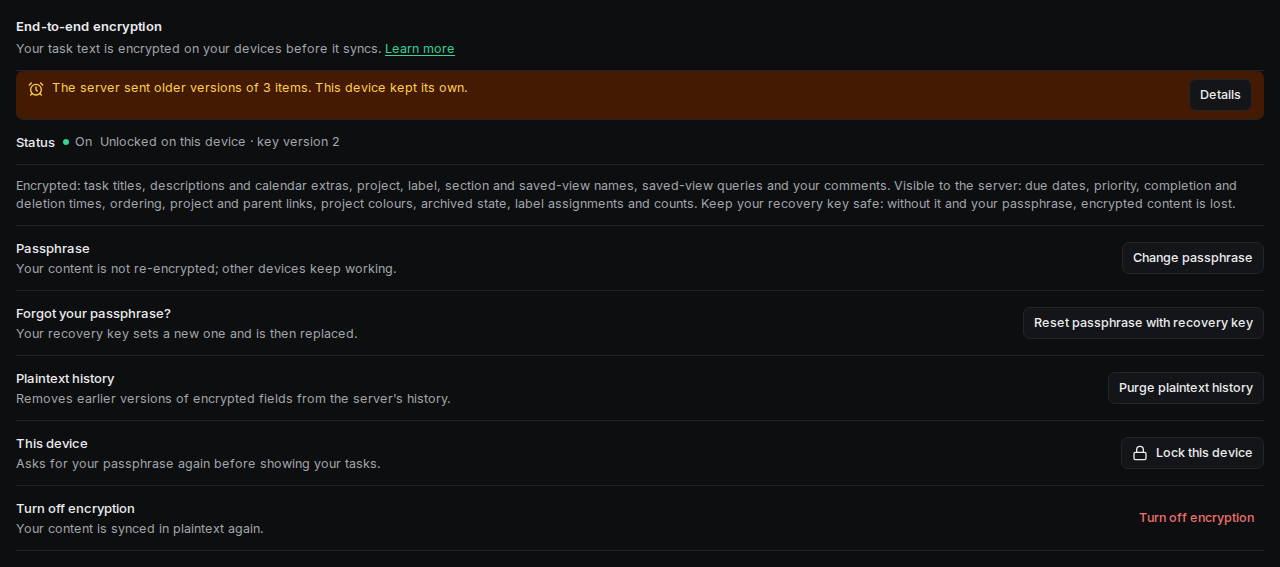 End-to-end encryption
Your task text is encrypted on your devices before it syncs. Learn more
The server sent older versions of 3 items. This device kept its own.
Details
Status On Unlocked on this device · key version 2
Encrypted: task titles, descriptions and calendar extras, project, label, section and saved-view names, saved-view queries and your comments. Visible to the server: due dates, priority, completion and
deletion times, ordering, project and parent links, project colours, archived state, label assignments and counts. Keep your recovery key safe: without it and your passphrase, encrypted content is lost.
Passphrase
Your content is not re-encrypted; other devices keep working.
Change passphrase
Forgot your passphrase?
Your recovery key sets a new one and is then replaced.
Reset passphrase with recovery key
Plaintext history
Removes earlier versions of encrypted fields from the server's history.
Purge plaintext history
This device
Asks for your passphrase again before showing your tasks.
Lock this device
Turn off encryption
Your content is synced in plaintext again.
Turn off encryption